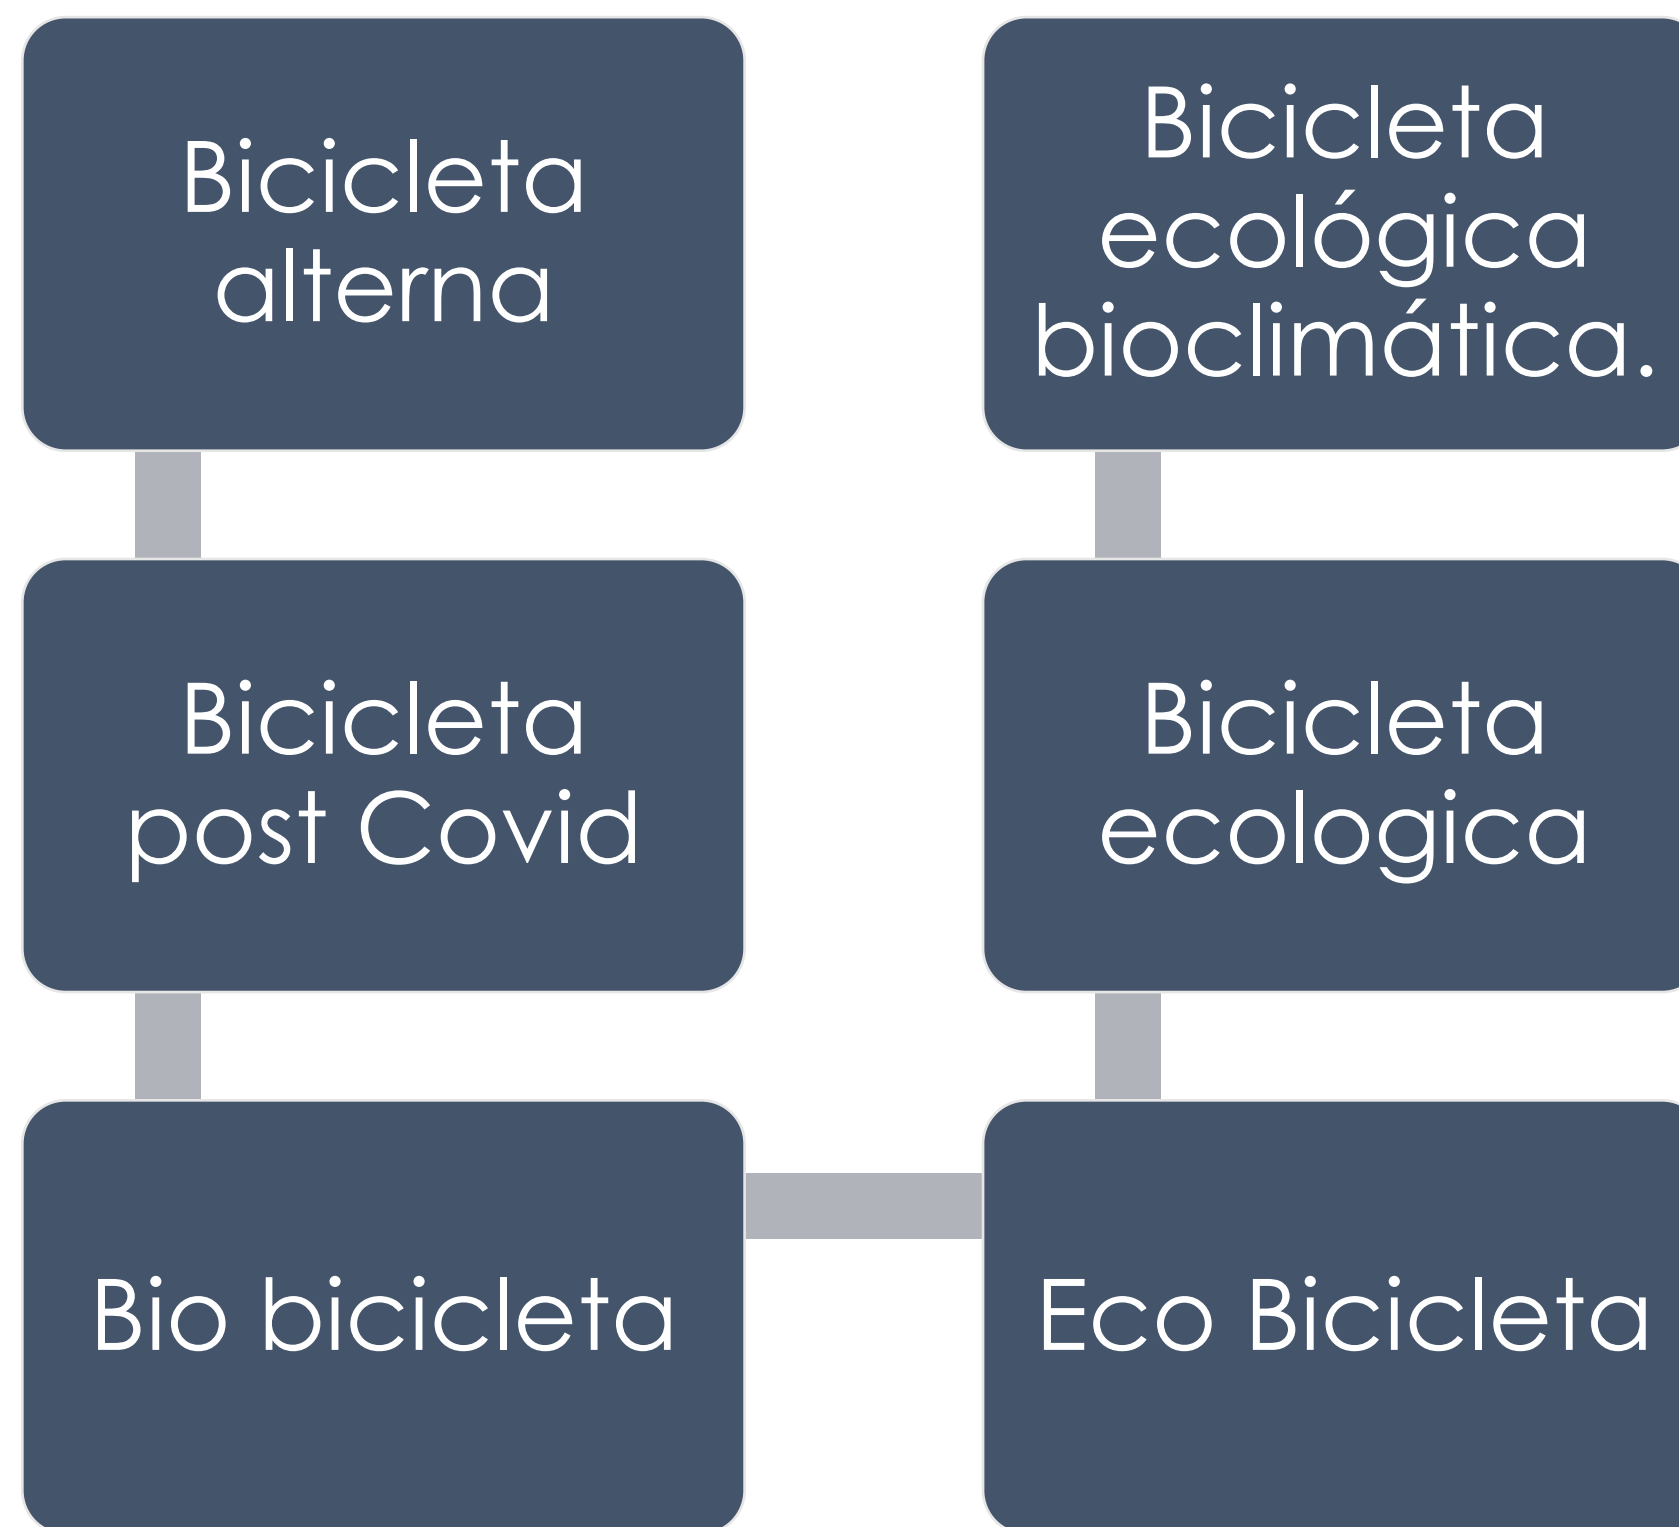 Bicicleta
alterna
Bicicleta
post Covid
Bio bicicleta
Eco Bicicleta
Bicicleta
ecologica
Bicicleta
ecológica
bioclimática.